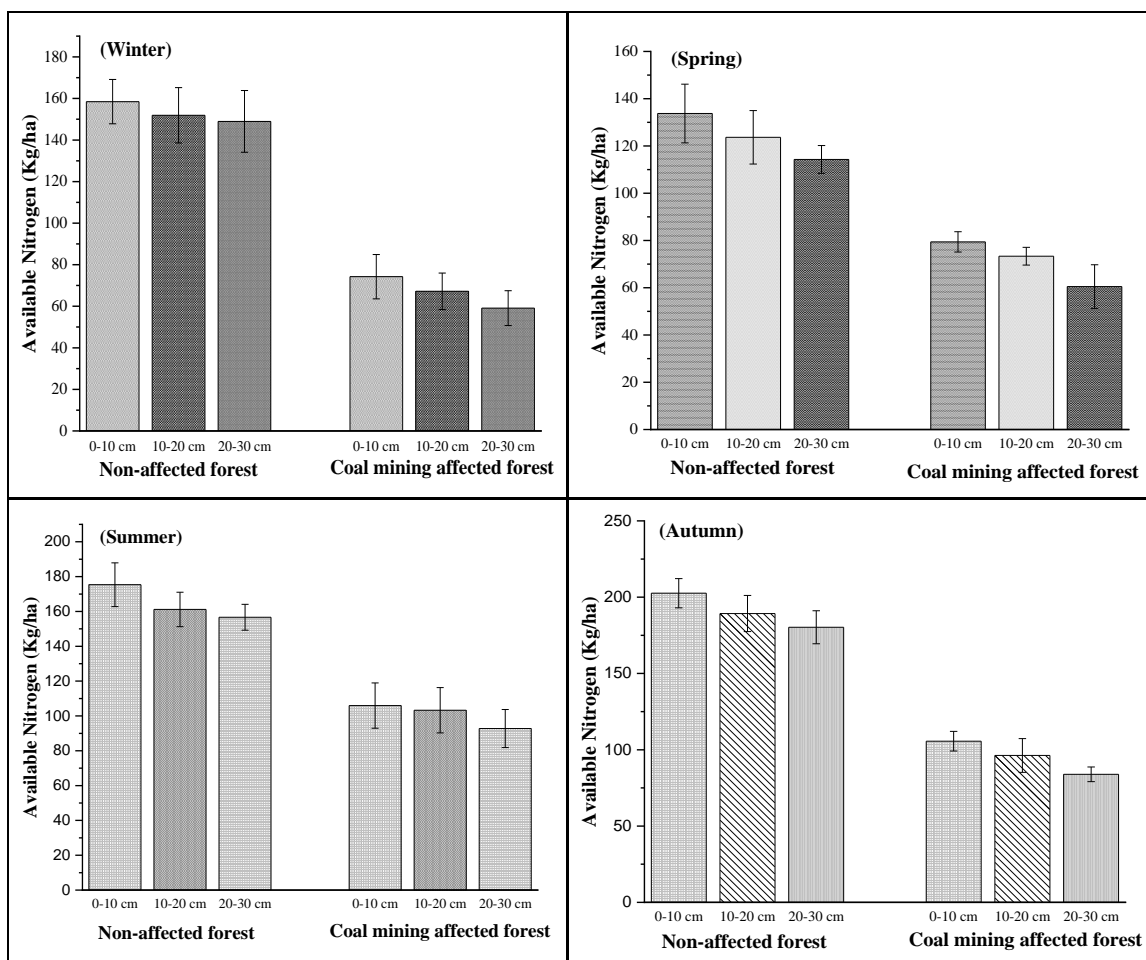 (Winter)
Available Nitrogen (Kg/ha)
180
160
140
120
100
80
60
40
20
0
0-10 cm 10-20 cm 20-30 cm 0-10 cm 10-20 cm 20-30 cm
Non-affected forest Coal mining affected forest
(Spring)
Available Nitrogen (Kg/ha)
160
140
120
100
80
60
40
20
0
0-10 cm 10-20 cm 20-30 cm 0-10 cm 10-20 cm 20-30 cm
Non-affected forest Coal mining affected forest
(Summer)
Available Nitrogen (Kg/ha)
200
180
160
140
120
100
80
60
40
20
0
0-10 cm 10-20 cm 20-30 cm 0-10 cm 10-20 cm 20-30 cm
Non-affected forest Coal mining affected forest
(Autumn)
Available Nitrogen (Kg/ha)
250
200
150
100
50
0
0-10 cm 10-20 cm 20-30 cm 0-10 cm 10-20 cm 20-30 cm
Non-affected forest Coal mining affected forest